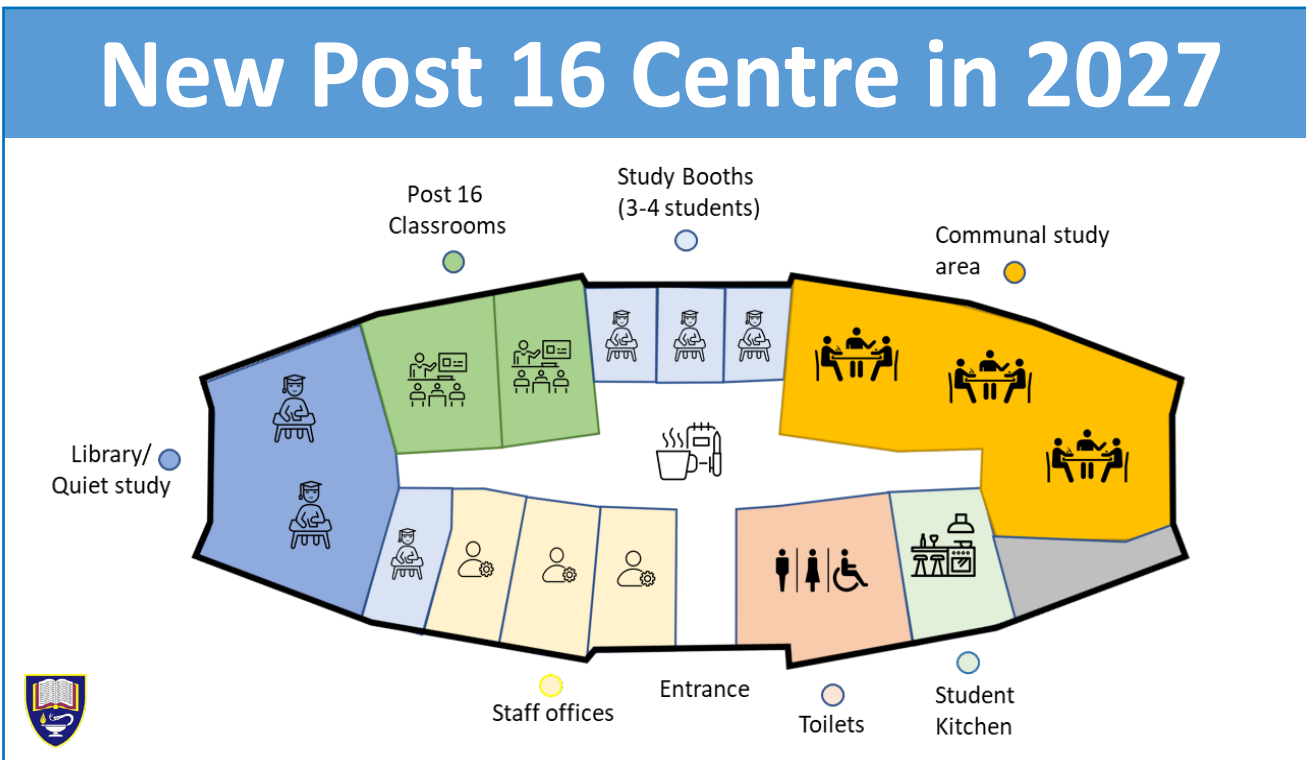 New Post 16 Centre in 2027
Post 16
Classrooms
Study Booths
(3-4 students)
Communal study
area
Library/
Quiet study
Staff offices
Entrance
Toilets
Student
Kitchen